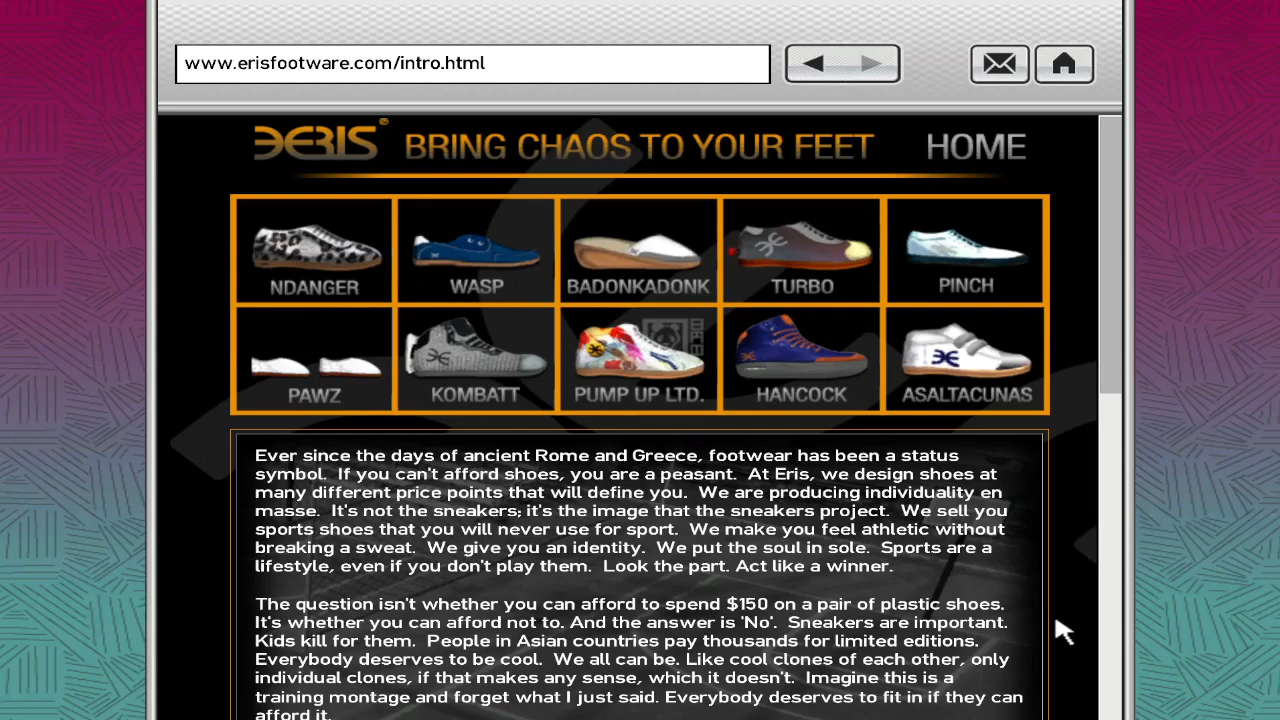 www.erisfootware.com/intro.html
ERIS BRING CHAOS TO YOUR FEET HOME
NDANGER WASP BADONKADONK TURBO PINCH
PAWZ KOMBATT PUMP UP LTD. HANCOCK ASALTACUNAS
Ever since the days of ancient Rome and Greece, footwear has been a status
symbol. If you can't afford shoes, you are a peasant. At Eris, we design shoes at
many different price points that will define you. We are producing individuality en
masse. It's not the sneakers; it's the image that the sneakers project. We sell you
sports shoes that you will never use for sport. We make you feel athletic without
breaking a sweat. We give you an identity. We put the soul in sole. Sports are a
lifestyle, even if you don't play them. Look the part. Act like a winner.
The question isn't whether you can afford to spend $150 on a pair of plastic shoes.
It's whether you can afford not to. And the answer is 'No'. Sneakers are important.
Kids kill for them. People in Asian countries pay thousands for limited editions.
Everybody deserves to be cool. We all can be. Like cool clones of each other, only
individual clones, if that makes any sense, which it doesn't. Imagine this is a
training montage and forget what I just said. Everybody deserves to fit in if they can
afford it.